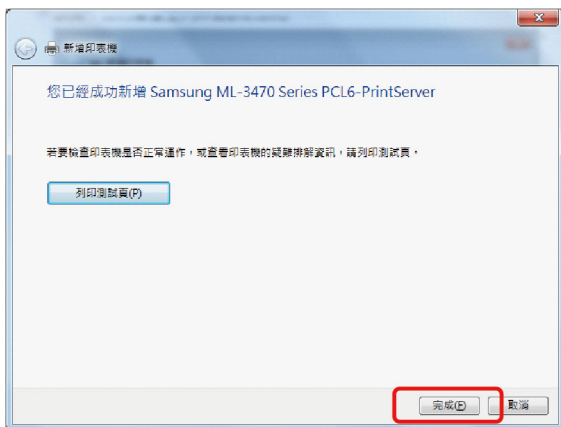 新增印表機
您已經成功新增 Samsung ML-3470 Series PCL6-PrintServer
若要檢查印表機是否正常運作,或查看印表機的疑難排解資訊,請列印測試頁。
列印測試頁(P)
完成(F) 取消